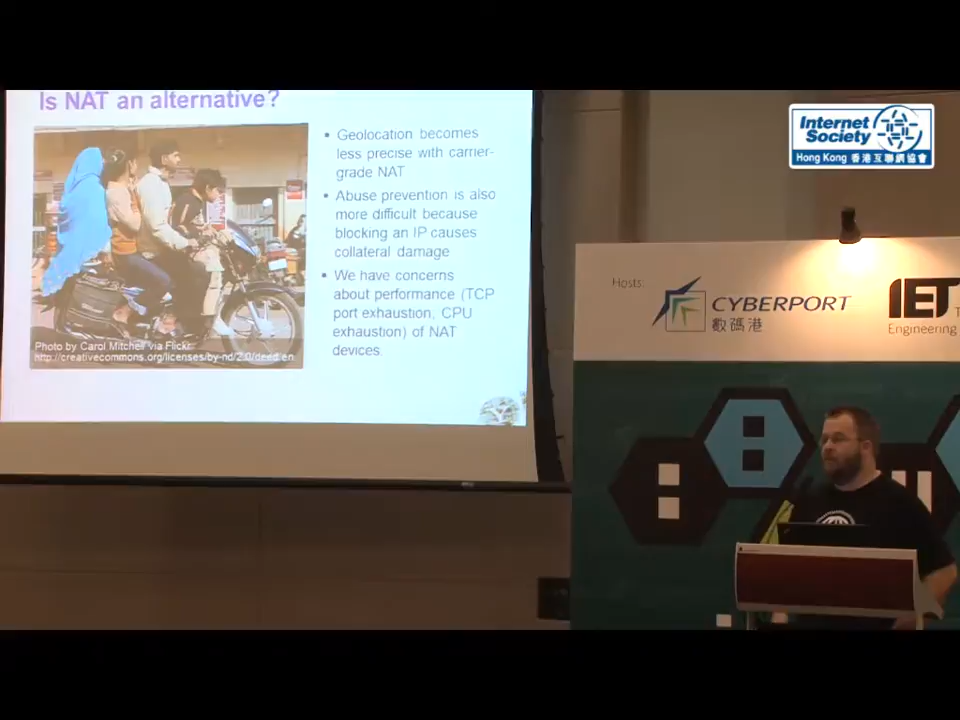 Is NAT an alternative?
Geolocation becomes
less precise with carrier-
grade NAT
Abuse prevention is also
more difficult because
blocking an IP causes
collateral damage
We have concerns
about performance (TCP
port exhaustion, CPU
exhaustion) of NAT
devices.
Photo by Carol Mitchell via Flickr
http://creativecommons.org/licenses/by-nd/2.0/deed.en
Internet
Society
Hong Kong 香港互聯網協會
Hosts:
CYBERPORT
數碼港
IET
Engineering